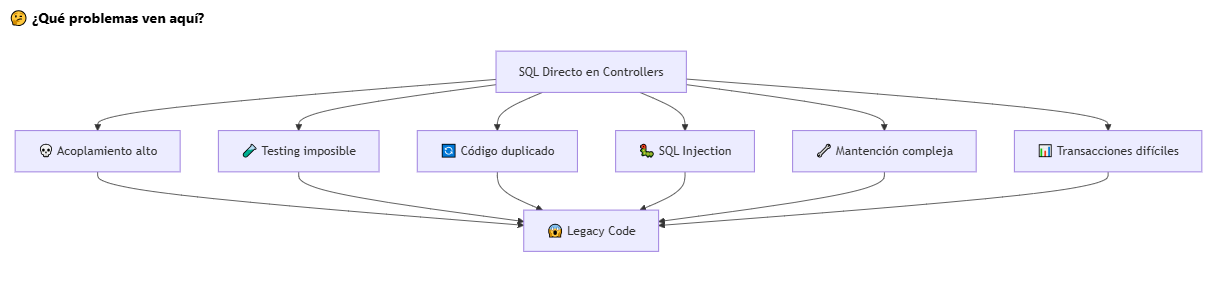 🤔 ¿Qué problemas ven aquí?
SQL Directo en Controllers
💀 Acoplamiento alto
🧪 Testing imposible
🔄 Código duplicado
🐛 SQL Injection
🦴 Mantención compleja
📊 Transacciones difíciles
😱 Legacy Code